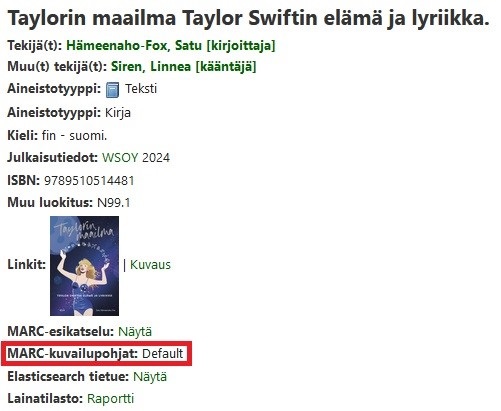 Taylorin maailma Taylor Swiftin elämä ja lyriikka.
Tekijä(t): Hämeenaho-Fox, Satu [kirjoittaja]
Muu(t) tekijä(t): Siren, Linnea [kääntäjä]
Aineistotyyppi: Teksti
Aineistotyyppi: Kirja
Kieli: fin - suomi.
Julkaisutiedot: WSOY 2024
ISBN: 9789510514481
Muu luokitus: N99.1
Taylorin
maailma
TAYLOR SWIFTIN ELÄMÄ JA LYRIIKKA
Linkit: | Kuvaus
MARC-esikatselu: Näytä
MARC-kuvailupohjat: Default
Elasticsearch tietue: Näytä
Lainatilasto: Raportti